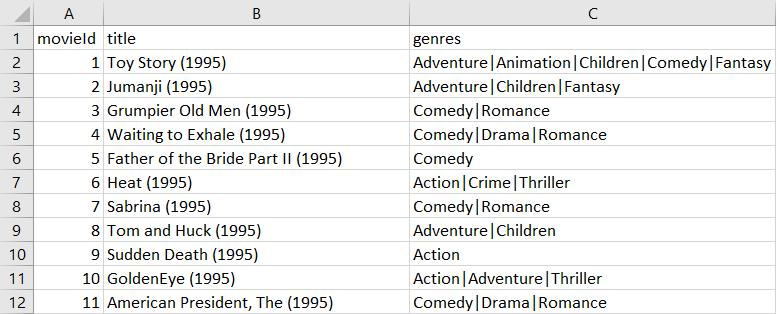 A B C
1 movieId title genres
2 1 Toy Story (1995) Adventure|Animation|Children|Comedy|Fantasy
3 2 Jumanji (1995) Adventure|Children|Fantasy
4 3 Grumpier Old Men (1995) Comedy|Romance
5 4 Waiting to Exhale (1995) Comedy|Drama|Romance
6 5 Father of the Bride Part II (1995) Comedy
7 6 Heat (1995) Action|Crime|Thriller
8 7 Sabrina (1995) Comedy|Romance
9 8 Tom and Huck (1995) Adventure|Children
10 9 Sudden Death (1995) Action
11 10 GoldenEye (1995) Action|Adventure|Thriller
12 11 American President, The (1995) Comedy|Drama|Romance